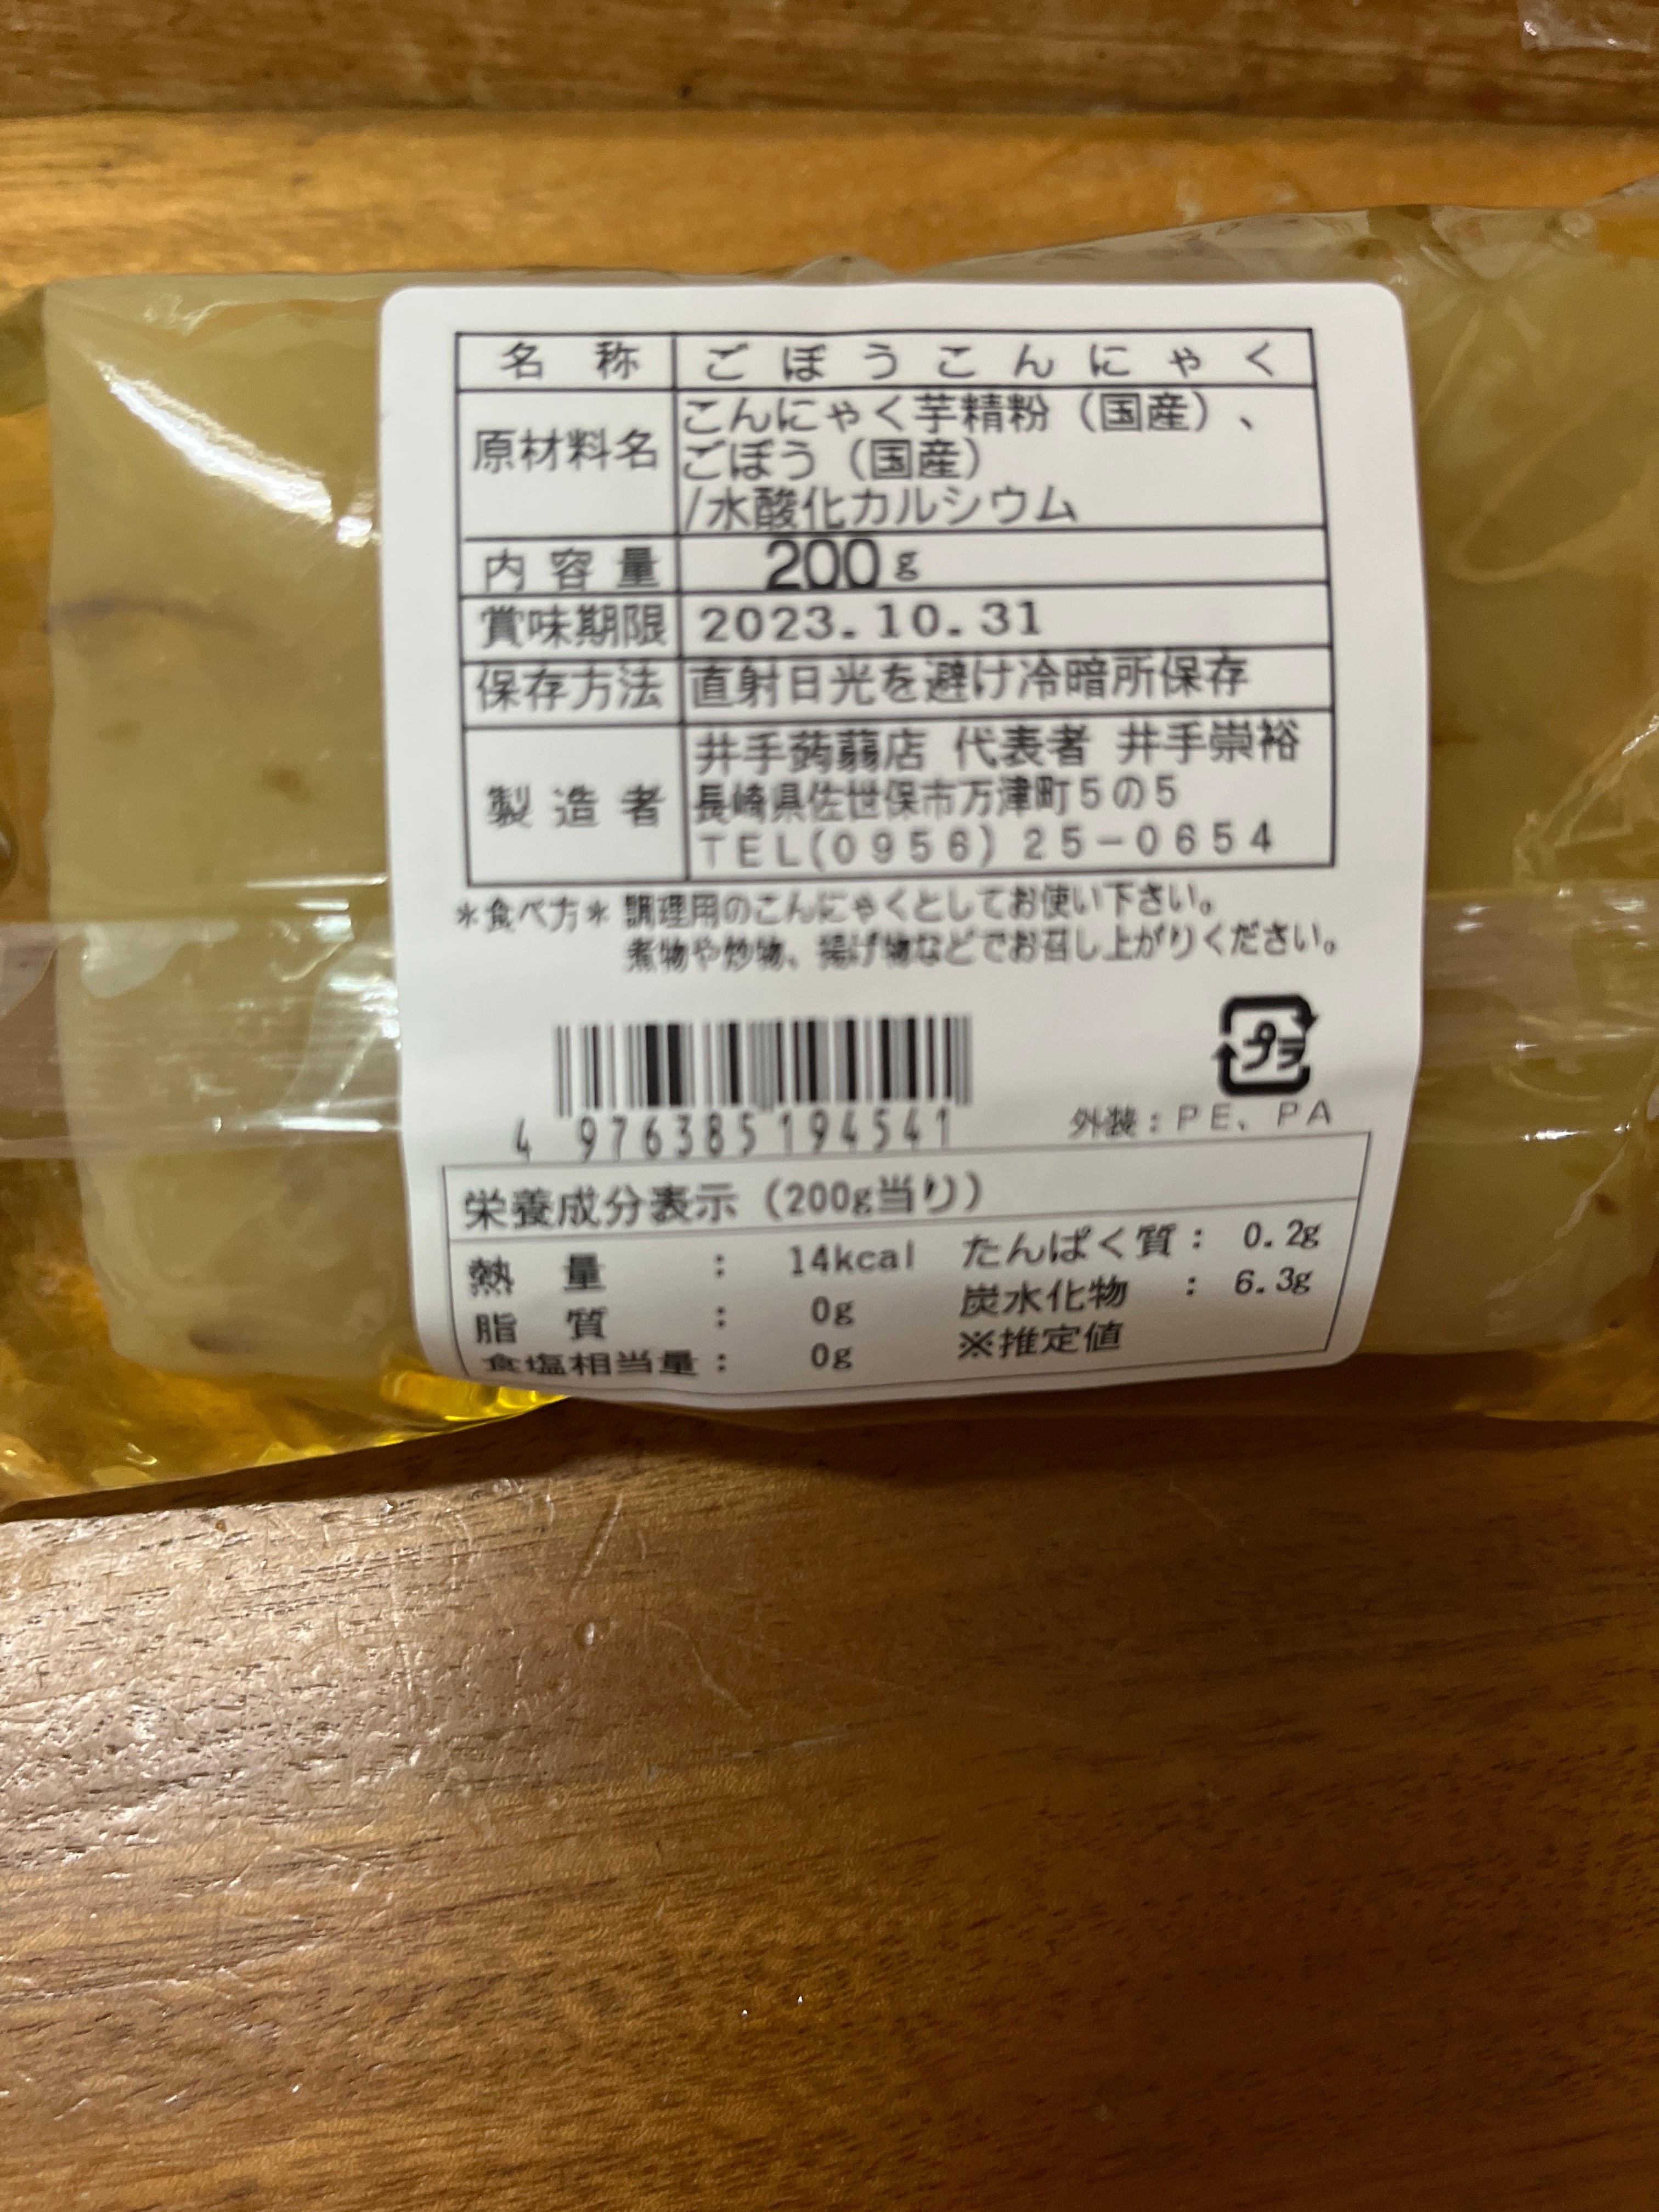 名称 ごぼうこんにゃく
原材料名 こんにゃく芋精粉（国産）、
ごぼう（国産）
/水酸化カルシウム
内容量 200g
賞味期限 2023.10.31
保存方法 直射日光を避け冷暗所保存
製造者 井手蒟蒻店 代表者 井手崇裕
長崎県佐世保市万津町5の5
TEL(0956)25-0654
＊食べ方＊ 調理用のこんにゃくとしてお使い下さい。
煮物や炒物、揚げ物などでお召し上がりください。
プラ
4 976385 194541
外装：PE、PA
栄養成分表示（200g当り）
熱量 : 14kcal たんぱく質 : 0.2g
脂質 : 0g 炭水化物 : 6.3g
食塩相当量 : 0g ※推定値